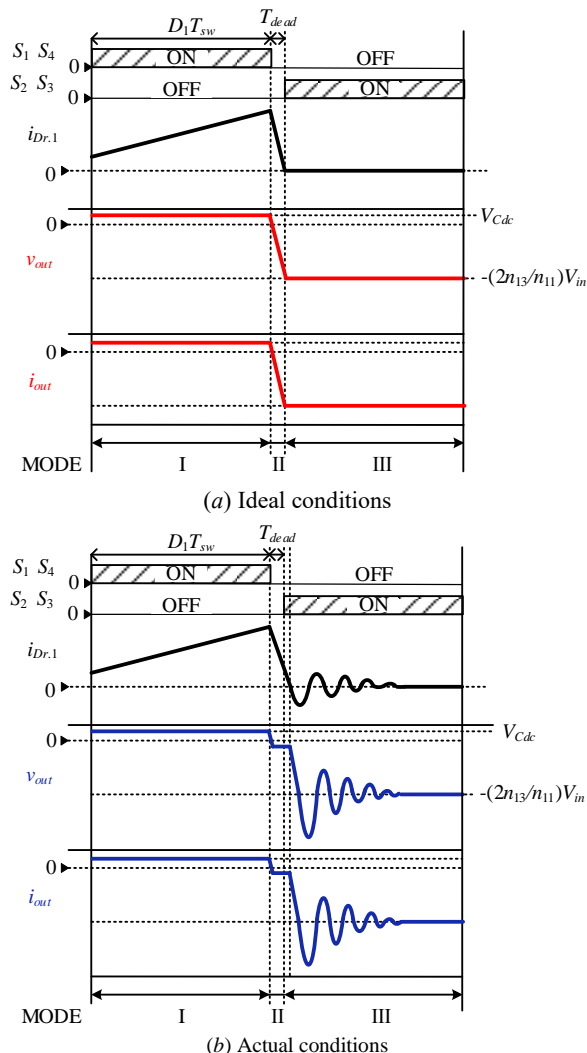 D₁Tsw Tdead
S₁ S₄ 0 ON OFF
S₂ S₃ 0 OFF ON
iDr.1
0
VCdc
0
vout
-(2n₁₃/n₁₁)Vin
0
iout
MODE I II III
(a) Ideal conditions
D₁Tsw Tdead
S₁ S₄ 0 ON OFF
S₂ S₃ 0 OFF ON
iDr.1
0
VCdc
0
vout
-(2n₁₃/n₁₁)Vin
0
iout
MODE I II III
(b) Actual conditions